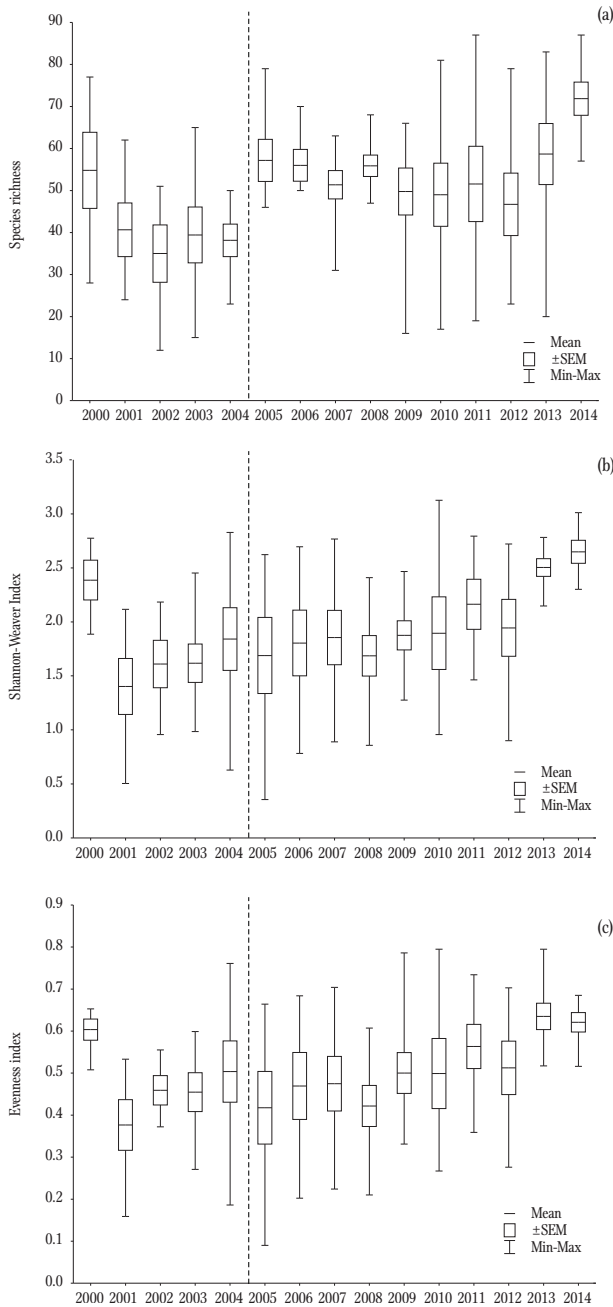 (a)
90
80
70
60
50
40
30
20
10
0
Species richness
Mean
±SEM
Min-Max
2000 2001 2002 2003 2004 2005 2006 2007 2008 2009 2010 2011 2012 2013 2014
(b)
3.5
3.0
2.5
2.0
1.5
1.0
0.5
0.0
Shannon-Weaver Index
Mean
±SEM
Min-Max
2000 2001 2002 2003 2004 2005 2006 2007 2008 2009 2010 2011 2012 2013 2014
(c)
0.9
0.8
0.7
0.6
0.5
0.4
0.3
0.2
0.1
0.0
Evenness index
Mean
±SEM
Min-Max
2000 2001 2002 2003 2004 2005 2006 2007 2008 2009 2010 2011 2012 2013 2014